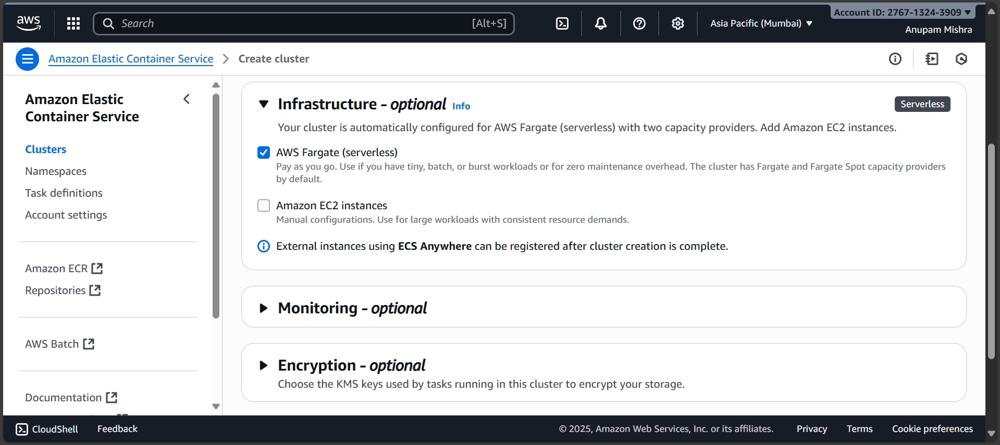 aws
Search
[Alt+S]
Asia Pacific (Mumbai)
Account ID: 2767-1324-3909
Anupam Mishra
Amazon Elastic Container Service
Create cluster
Amazon Elastic
Container Service
Clusters
Namespaces
Task definitions
Account settings
Amazon ECR
Repositories
AWS Batch
Documentation
Infrastructure - optional Info
Serverless
Your cluster is automatically configured for AWS Fargate (serverless) with two capacity providers. Add Amazon EC2 instances.
AWS Fargate (serverless)
Pay as you go. Use if you have tiny, batch, or burst workloads or for zero maintenance overhead. The cluster has Fargate and Fargate Spot capacity providers
by default.
Amazon EC2 instances
Manual configurations. Use for large workloads with consistent resource demands.
External instances using ECS Anywhere can be registered after cluster creation is complete.
Monitoring - optional
Encryption - optional
Choose the KMS keys used by tasks running in this cluster to encrypt your storage.
CloudShell
Feedback
© 2025, Amazon Web Services, Inc. or its affiliates.
Privacy
Terms
Cookie preferences